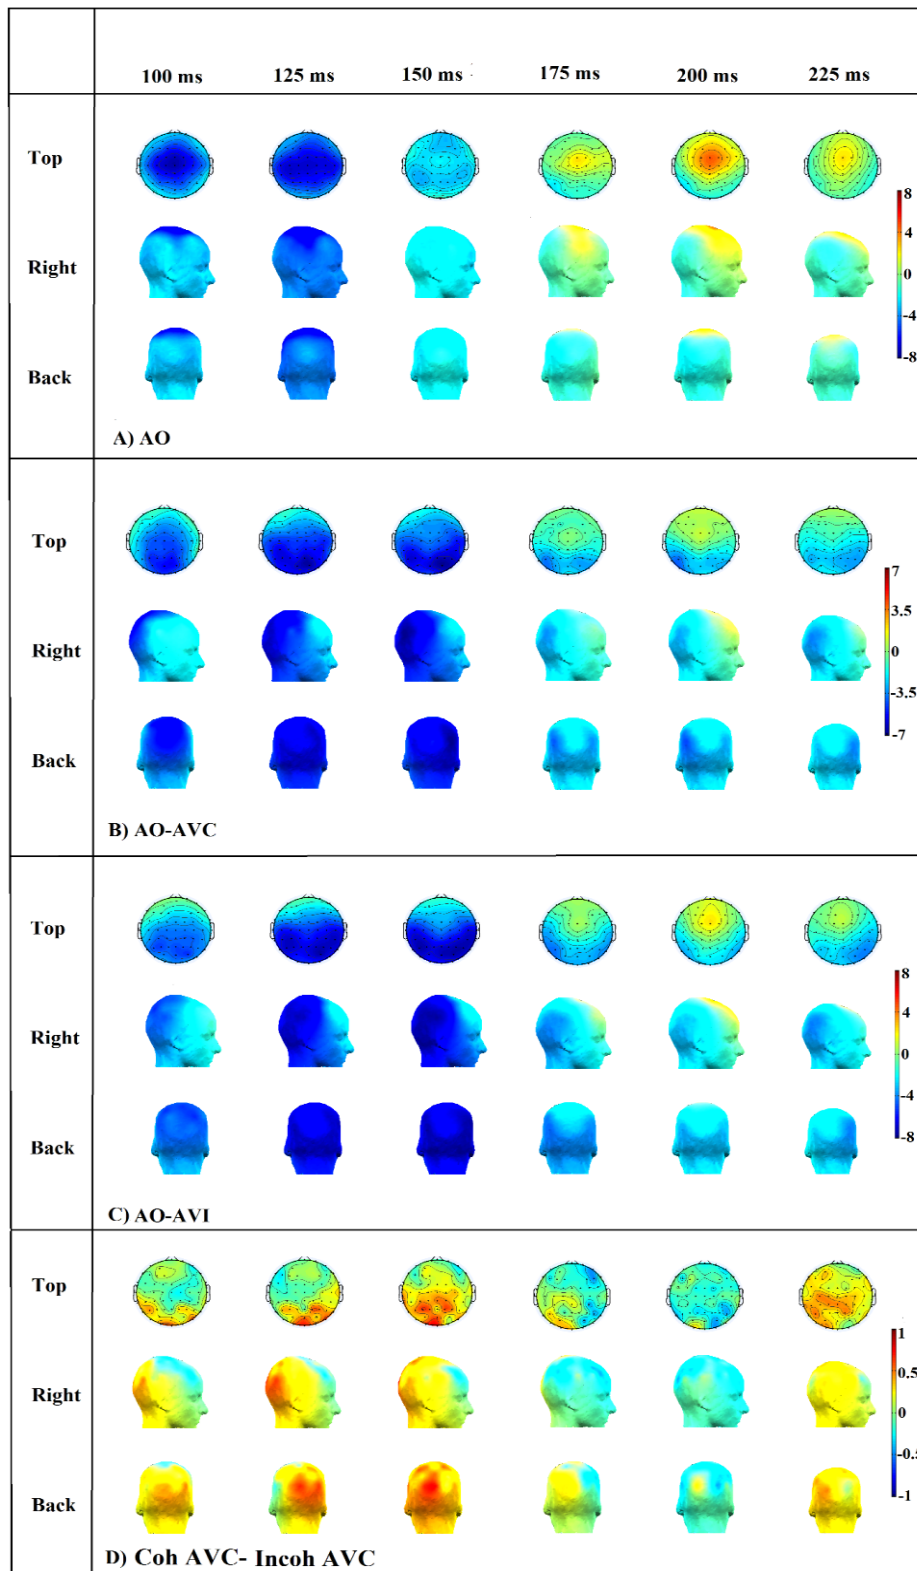 100 ms 125 ms 150 ms 175 ms 200 ms 225 ms
Top
8
4
Right
0
-4
-8
Back
A) AO
Top
7
3.5
Right
0
-3.5
-7
Back
B) AO-AVC
Top
8
4
Right
0
-4
-8
Back
C) AO-AVI
Top
1
0.5
Right
0
-0.5
-1
Back
D) Coh AVC- Incoh AVC